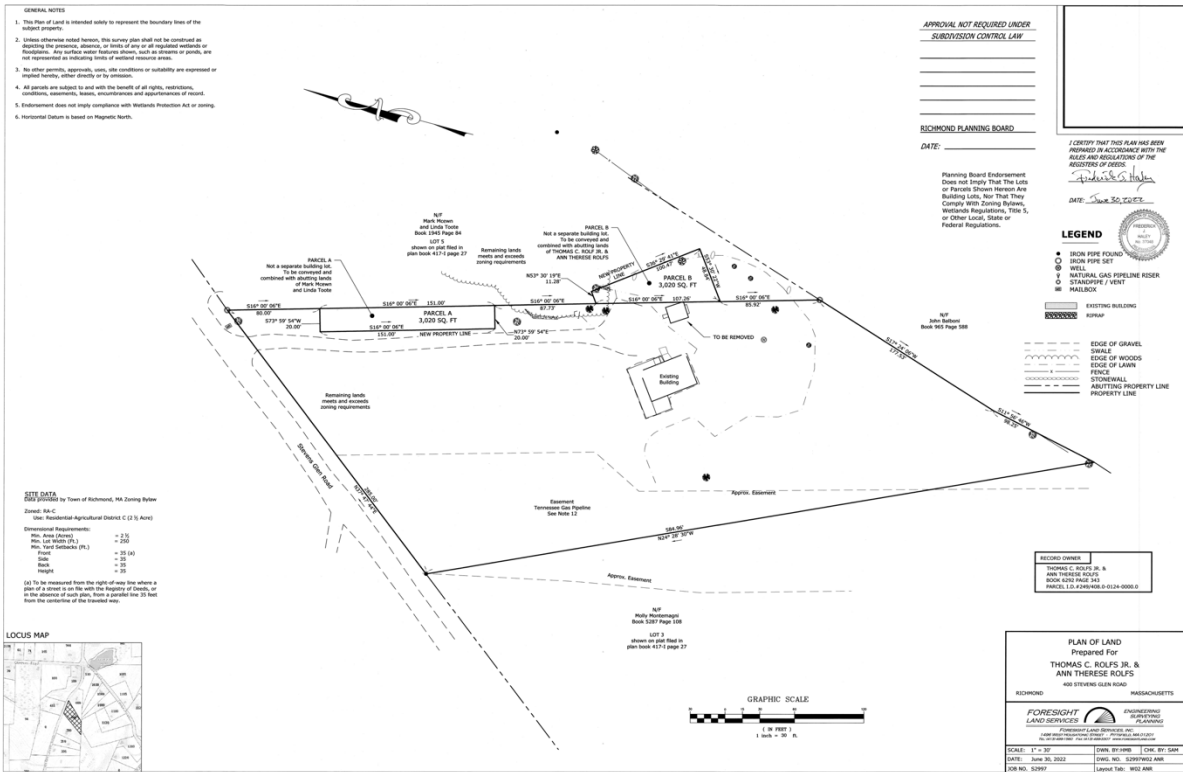 GENERAL NOTES
1. This Plan of Land is intended solely to represent the boundary lines of the
subject property.
2. Unless otherwise noted hereon, this survey plan shall not be construed as
depicting the presence, absence, or limits of any or all regulated wetlands or
floodplains. Any surface water features shown, such as streams or ponds, are
not represented as indicating limits of wetland resource areas.
3. No other permits, approvals, uses, site conditions or suitability are expressed or
implied hereby, either directly or by omission.
4. All parcels are subject to and with the benefit of all rights, restrictions,
conditions, easements, leases, encumbrances and appurtenances of record.
5. Endorsement does not imply compliance with Wetlands Protection Act or zoning.
6. Horizontal Datum is based on Magnetic North.
APPROVAL NOT REQUIRED UNDER
SUBDIVISION CONTROL LAW
RICHMOND PLANNING BOARD
DATE:
Planning Board Endorsement
Does not Imply That The Lots
or Parcels Shown Hereon Are
Building Lots, Nor That They
Comply With Zoning Bylaws,
Wetlands Regulations, Title 5,
or Other Local, State or
Federal Regulations.
I CERTIFY THAT THIS PLAN HAS BEEN
PREPARED IN ACCORDANCE WITH THE
RULES AND REGULATIONS OF THE
REGISTERS OF DEEDS.
DATE: June 30, 2022
LEGEND
IRON PIPE FOUND
IRON PIPE SET
WELL
NATURAL GAS PIPELINE RISER
STANDPIPE / VENT
MAILBOX
EXISTING BUILDING
RIPRAP
EDGE OF GRAVEL
SWALE
EDGE OF WOODS
EDGE OF LAWN
FENCE
STONEWALL
ABUTTING PROPERTY LINE
PROPERTY LINE
N/F
Mark Mcewn
and Linda Toote
Book 1945 Page 84
LOT 5
shown on plat filed in
plan book 417-I page 27
Remaining lands
meets and exceeds
zoning requirements
PARCEL B
Not a separate building lot.
To be conveyed and
combined with abutting lands
of THOMAS C. ROLF JR. &
ANN THERESE ROLFS
PARCEL A
Not a separate building lot.
To be conveyed and
combined with abutting lands
of Mark Mcewn
and Linda Toote
N53° 30' 19"E
11.28'
NEW PROPERTY
LINE
PARCEL B
3,020 SQ. FT
S16° 00' 06"E
80.00'
S16° 00' 06"E 151.00'
S16° 00' 06"E
87.73'
S16° 00' 06"E 107.26'
S16° 00' 06"E
85.92'
S73° 59' 54"W
20.00'
PARCEL A
3,020 SQ. FT
S16° 00' 06"E
151.00'
NEW PROPERTY LINE
N73° 59' 54"E
20.00'
TO BE REMOVED
Existing
Building
N/F
John Balboni
Book 965 Page 588
Remaining lands
meets and exceeds
zoning requirements
Stevens Glen Road
Easement
Tennessee Gas Pipeline
See Note 12
Approx. Easement
584.96'
N24° 28' 30"W
Approx. Easement
N/F
Molly Montemagni
Book 5287 Page 108
LOT 3
shown on plat filed in
plan book 417-I page 27
SITE DATA
Data provided by Town of Richmond, MA Zoning Bylaw
Zoned: RA-C
Use: Residential-Agricultural District C (2 ½ Acre)
Dimensional Requirements:
Min. Area (Acres) = 2 ½
Min. Lot Width (Ft.) = 250
Min. Yard Setbacks (Ft.)
Front = 35 (a)
Side = 35
Back = 35
Height = 35
(a) To be measured from the right-of-way line where a
plan of a street is on file with the Registry of Deeds, or
in the absence of such plan, from a parallel line 35 feet
from the centerline of the traveled way.
LOCUS MAP
GRAPHIC SCALE
( IN FEET )
1 inch = 30 ft.
RECORD OWNER
THOMAS C. ROLFS JR. &
ANN THERESE ROLFS
BOOK 6292 PAGE 343
PARCEL I.D.#249/408.0-0124-0000.0
PLAN OF LAND
Prepared For
THOMAS C. ROLFS JR. &
ANN THERESE ROLFS
400 STEVENS GLEN ROAD
RICHMOND MASSACHUSETTS
FORESIGHT
LAND SERVICES
ENGINEERING
SURVEYING
PLANNING
FORESIGHT LAND SERVICES, INC.
SCALE: 1" = 30' DWN. BY:HMB CHK. BY: SAM
DATE: June 30, 2022 DWG. NO. S2997W02 ANR
JOB NO. S2997 Layout Tab: W02 ANR